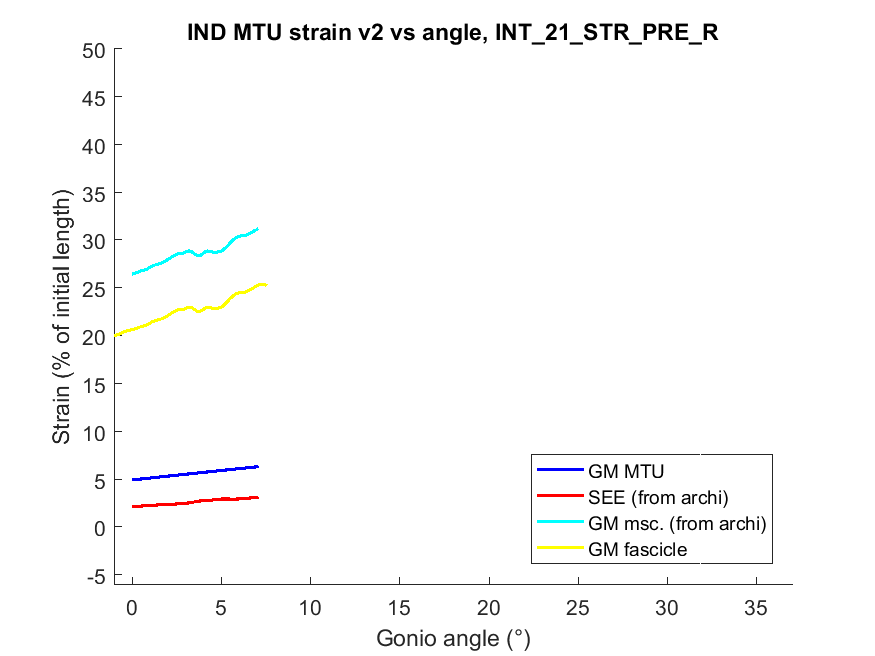 IND MTU strain v2 vs angle, INT_21_STR_PRE_R
50
45
40
35
30
25
20
15
10
5
0
-5
Strain (% of initial length)
GM MTU
SEE (from archi)
GM msc. (from archi)
GM fascicle
0 5 10 15 20 25 30 35
Gonio angle (°)